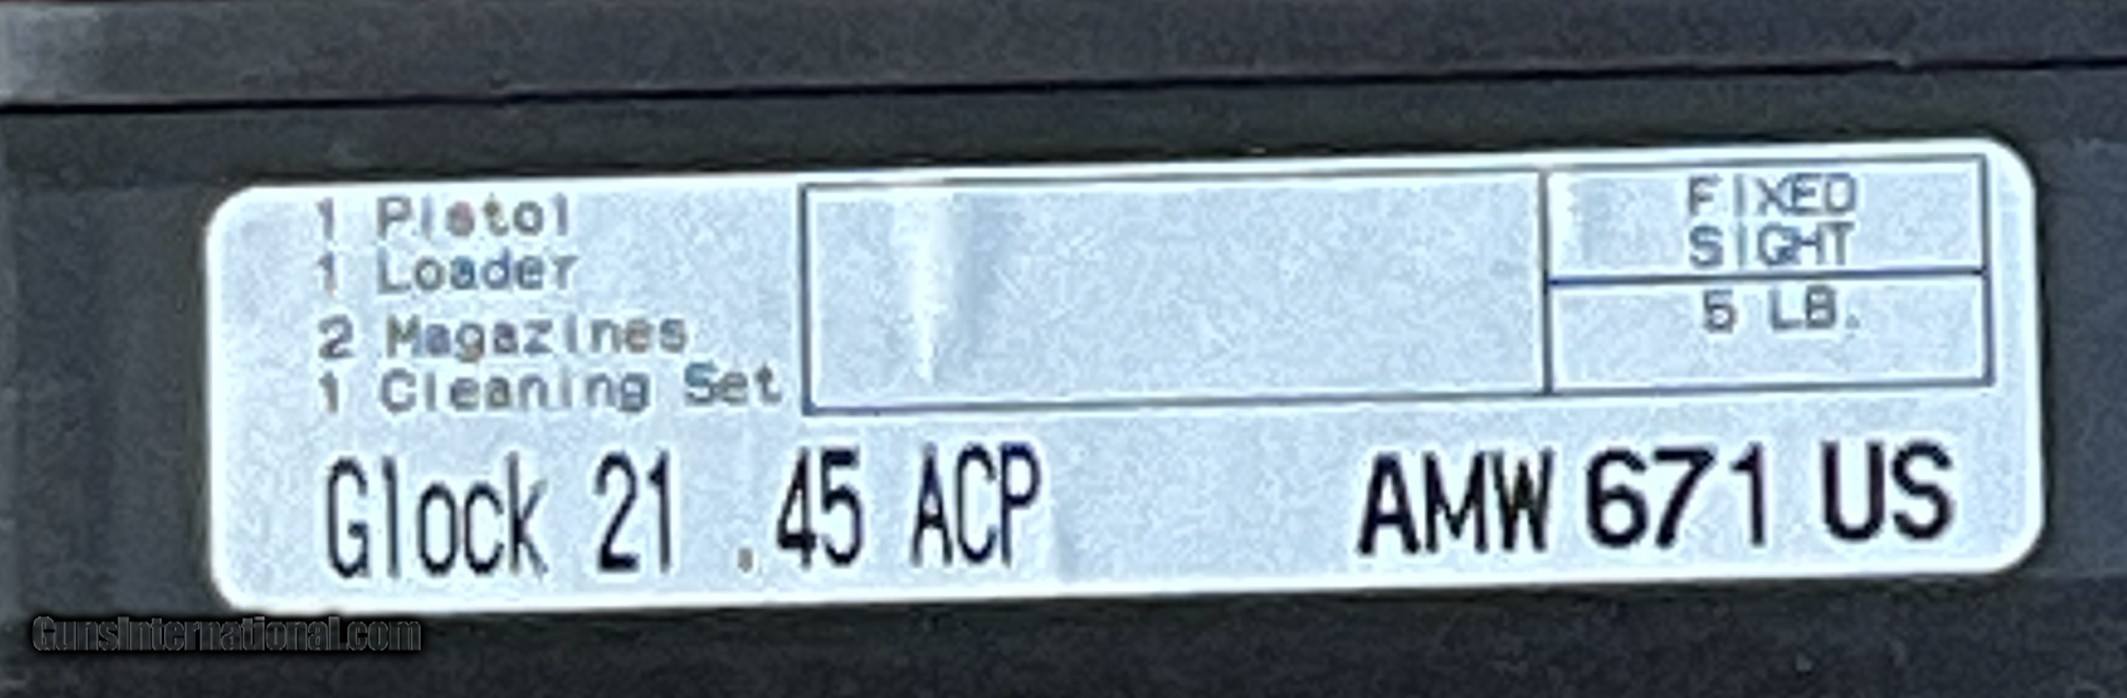 1 Pistol
1 Loader
2 Magazines
1 Cleaning Set
FIXED
SIGHT
5 LB.
Glock 21 .45 ACP
AMW 671 US
GunsInternational.com